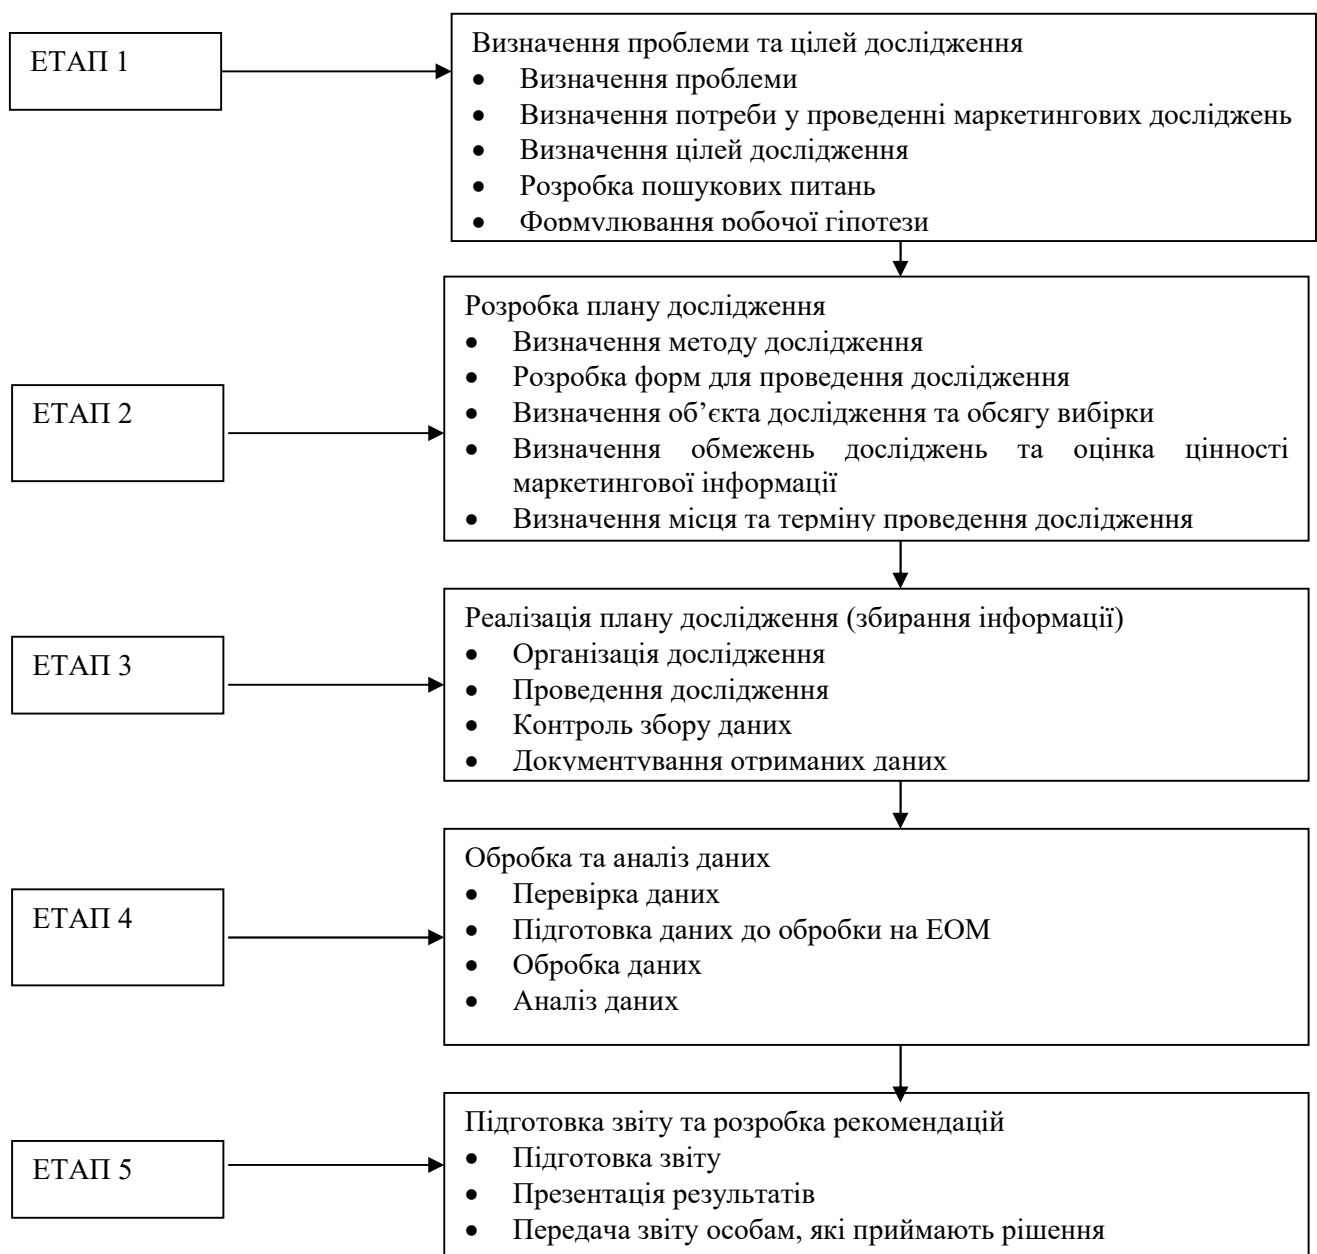 ЕТАП 1
Визначення проблеми та цілей дослідження
• Визначення проблеми
• Визначення потреби у проведенні маркетингових досліджень
• Визначення цілей дослідження
• Розробка пошукових питань
• Формулювання робочої гіпотези
ЕТАП 2
Розробка плану дослідження
• Визначення методу дослідження
• Розробка форм для проведення дослідження
• Визначення об’єкта дослідження та обсягу вибірки
• Визначення обмежень досліджень та оцінка цінності
маркетингової інформації
• Визначення місця та терміну проведення дослідження
ЕТАП 3
Реалізація плану дослідження (збирання інформації)
• Організація дослідження
• Проведення дослідження
• Контроль збору даних
• Документування отриманих даних
ЕТАП 4
Обробка та аналіз даних
• Перевірка даних
• Підготовка даних до обробки на ЕОМ
• Обробка даних
• Аналіз даних
ЕТАП 5
Підготовка звіту та розробка рекомендацій
• Підготовка звіту
• Презентація результатів
• Передача звіту особам, які приймають рішення